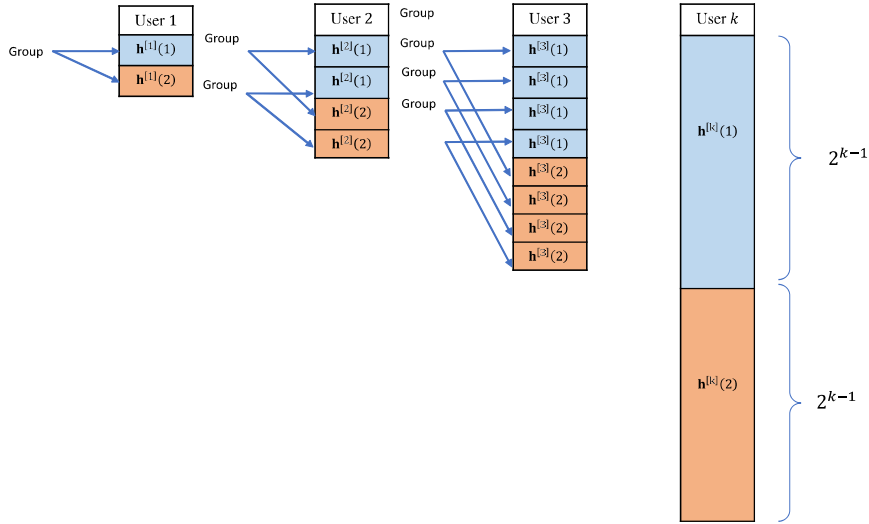 User 1
Group
h^[1](1)
h^[1](2)
User 2
Group
Group
h^[2](1)
h^[2](1)
h^[2](2)
h^[2](2)
User 3
Group
Group
Group
Group
h^[3](1)
h^[3](1)
h^[3](1)
h^[3](1)
h^[3](2)
h^[3](2)
h^[3](2)
h^[3](2)
User k
h^[k](1)
2^{k−1}
h^[k](2)
2^{k−1}